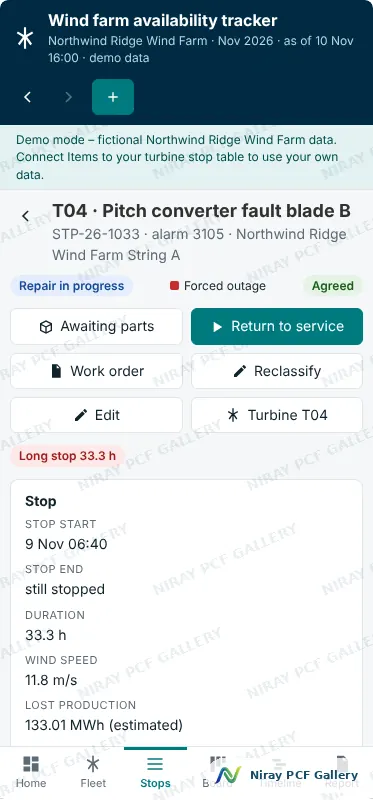 Wind farm availability tracker
Northwind Ridge Wind Farm · Nov 2026 · as of 10 Nov
16:00 · demo data
Demo mode – fictional Northwind Ridge Wind Farm data.
Connect Items to your turbine stop table to use your own
data.
T04 · Pitch converter fault blade B
STP-26-1033 · alarm 3105 · Northwind Ridge
Wind Farm String A
Repair in progress
Forced outage
Agreed
Awaiting parts
Return to service
Work order
Reclassify
Edit
Turbine T04
Long stop 33.3 h
Stop
STOP START
9 Nov 06:40
STOP END
still stopped
DURATION
33.3 h
WIND SPEED
11.8 m/s
LOST PRODUCTION
133.01 MWh (estimated)
Home
Fleet
Stops
Timeline
Report
Niray PCF Gallery
NIRAY PCF GALLERY